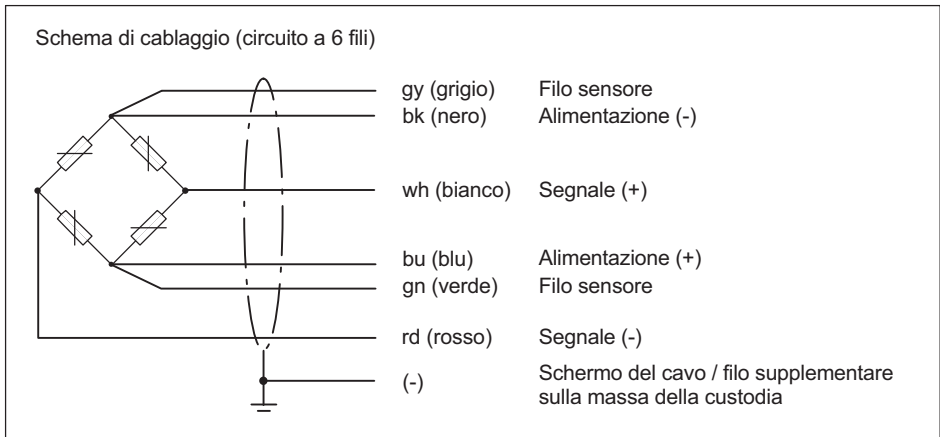 Schema di cablaggio (circuito a 6 fili)
gy (grigio) Filo sensore
bk (nero) Alimentazione (-)
wh (bianco) Segnale (+)
bu (blu) Alimentazione (+)
gn (verde) Filo sensore
rd (rosso) Segnale (-)
(-) Schermo del cavo / filo supplementare
sulla massa della custodia